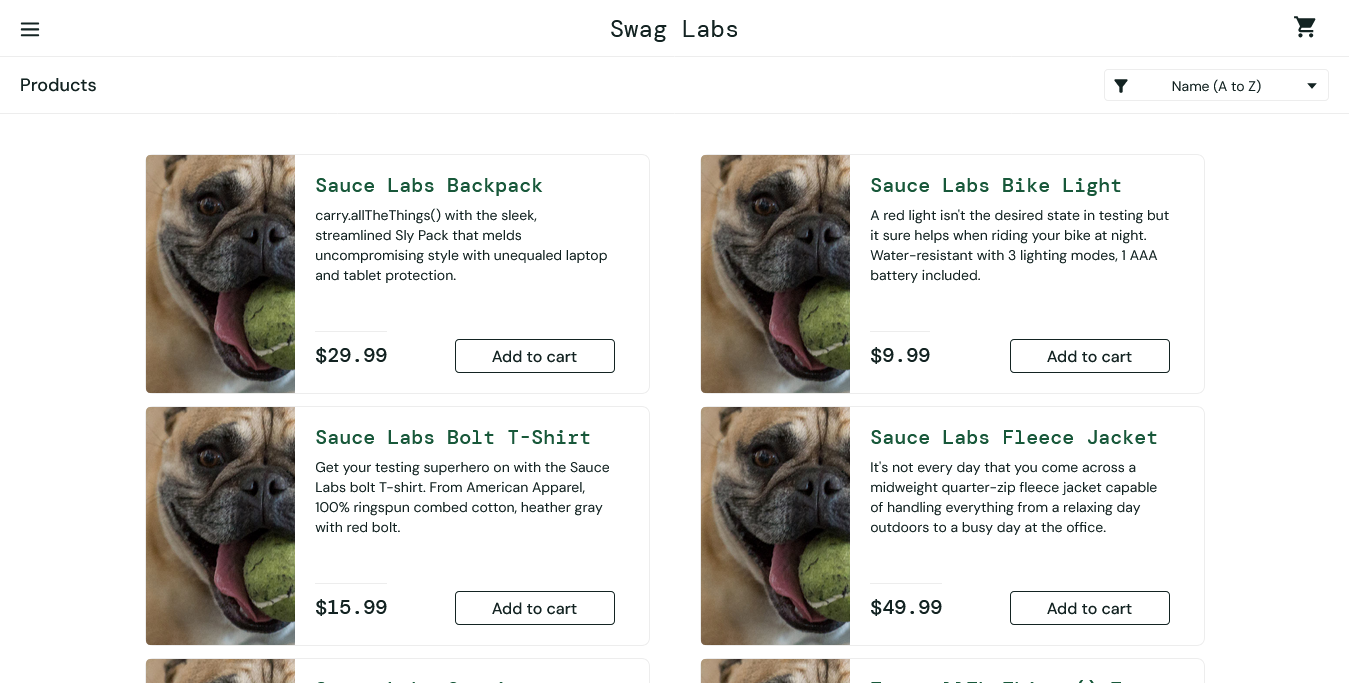 Swag Labs
Products
Name (A to Z)
Sauce Labs Backpack
carry.allTheThings() with the sleek,
streamlined Sly Pack that melds
uncompromising style with unequaled laptop
and tablet protection.
$29.99
Add to cart
Sauce Labs Bike Light
A red light isn't the desired state in testing but
it sure helps when riding your bike at night.
Water-resistant with 3 lighting modes, 1 AAA
battery included.
$9.99
Add to cart
Sauce Labs Bolt T-Shirt
Get your testing superhero on with the Sauce
Labs bolt T-shirt. From American Apparel,
100% ringspun combed cotton, heather gray
with red bolt.
$15.99
Add to cart
Sauce Labs Fleece Jacket
It's not every day that you come across a
midweight quarter-zip fleece jacket capable
of handling everything from a relaxing day
outdoors to a busy day at the office.
$49.99
Add to cart